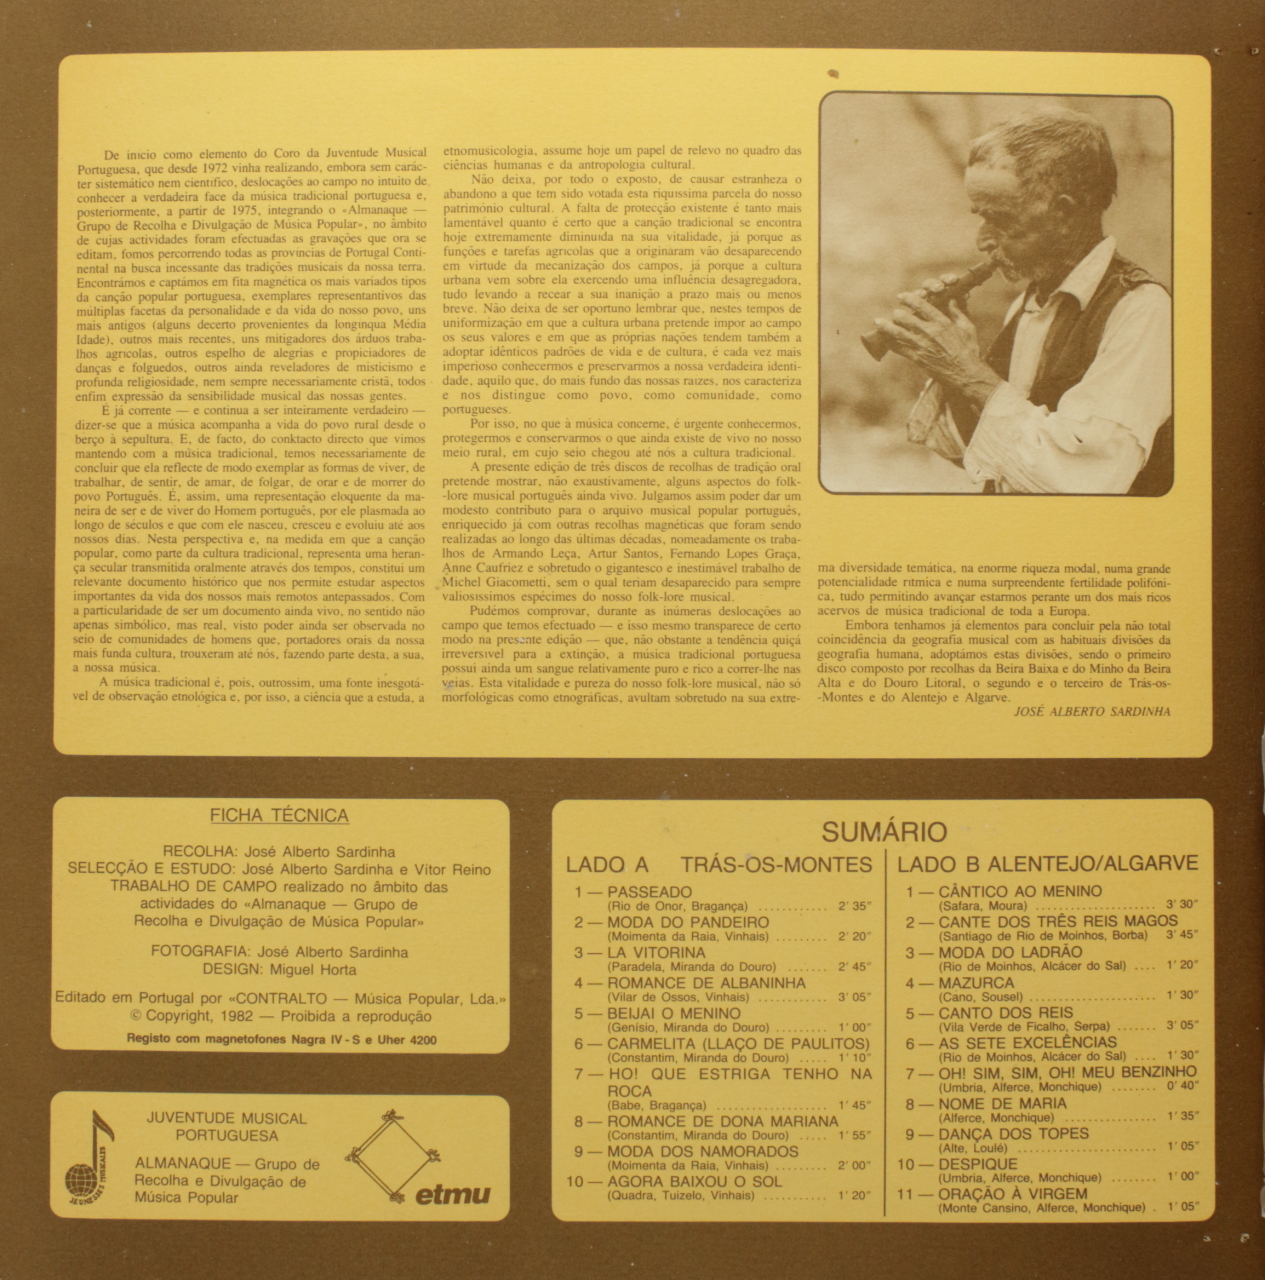 De início como elemento do Coro da Juventude Musical
Portuguesa, que desde 1972 vinha realizando, embora sem carác-
ter sistemático nem científico, deslocações ao campo no intuito de
conhecer a verdadeira face da música tradicional portuguesa e,
posteriormente, a partir de 1975, integrando o «Almanaque —
Grupo de Recolha e Divulgação de Música Popular», no âmbito
de cujas actividades foram efectuadas as gravações que ora se
editam, fomos percorrendo todas as províncias de Portugal Conti-
nental na busca incessante das tradições musicais da nossa terra.
Encontrámos e captámos em fita magnética os mais variados tipos
da canção popular portuguesa, exemplares representantivos das
múltiplas facetas da personalidade e da vida do nosso povo, uns
mais antigos (alguns decerto provenientes da longínqua Média
Idade), outros mais recentes, uns mitigadores dos árduos traba-
lhos agrícolas, outros espelho de alegrias e propiciadores de
danças e folguedos, outros ainda reveladores de misticismo e
profunda religiosidade, nem sempre necessariamente cristã, todos
enfim expressão da sensibilidade musical das nossas gentes.
É já corrente — e continua a ser inteiramente verdadeiro —
dizer-se que a música acompanha a vida do povo rural desde o
berço à sepultura. E, de facto, do conktacto directo que vimos
mantendo com a música tradicional, temos necessariamente de
concluir que ela reflecte de modo exemplar as formas de viver, de
trabalhar, de sentir, de amar, de folgar, de orar e de morrer do
povo Português. É, assim, uma representação eloquente da ma-
neira de ser e de viver do Homem português, por ele plasmada ao
longo de séculos e que com ele nasceu, cresceu e evoluiu até aos
nossos dias. Nesta perspectiva e, na medida em que a canção
popular, como parte da cultura tradicional, representa uma heran-
ça secular transmitida oralmente através dos tempos, constitui um
relevante documento histórico que nos permite estudar aspectos
importantes da vida dos nossos mais remotos antepassados. Com
a particularidade de ser um documento ainda vivo, no sentido não
apenas simbólico, mas real, visto poder ainda ser observada no
seio de comunidades de homens que, portadores orais da nossa
mais funda cultura, trouxeram até nós, fazendo parte desta, a sua,
a nossa música.
A música tradicional é, pois, outrossim, uma fonte inesgotá-
vel de observação etnológica e, por isso, a ciência que a estuda, a
etnomusicologia, assume hoje um papel de relevo no quadro das
ciências humanas e da antropologia cultural.
Não deixa, por todo o exposto, de causar estranheza o
abandono a que tem sido votada esta riquíssima parcela do nosso
património cultural. A falta de protecção existente é tanto mais
lamentável quanto é certo que a canção tradicional se encontra
hoje extremamente diminuída na sua vitalidade, já porque as
funções e tarefas agrícolas que a originaram vão desaparecendo
em virtude da mecanização dos campos, já porque a cultura
urbana vem sobre ela exercendo uma influência desagregadora,
tudo levando a recear a sua inanição a prazo mais ou menos
breve. Não deixa de ser oportuno lembrar que, nestes tempos de
uniformização em que a cultura urbana pretende impor ao campo
os seus valores e em que as próprias nações tendem também a
adoptar idênticos padrões de vida e de cultura, é cada vez mais
imperioso conhecermos e preservarmos a nossa verdadeira identi-
dade, aquilo que, do mais fundo das nossas raízes, nos caracteriza
e nos distingue como povo, como comunidade, como
portugueses.
Por isso, no que à música concerne, é urgente conhecermos,
protegermos e conservarmos o que ainda existe de vivo no nosso
meio rural, em cujo seio chegou até nós a cultura tradicional.
A presente edição de três discos de recolhas de tradição oral
pretende mostrar, não exaustivamente, alguns aspectos do folk-
-lore musical português ainda vivo. Julgamos assim poder dar um
modesto contributo para o arquivo musical popular português,
enriquecido já com outras recolhas magnéticas que foram sendo
realizadas ao longo das últimas décadas, nomeadamente os traba-
lhos de Armando Leça, Artur Santos, Fernando Lopes Graça,
Anne Caufriez e sobretudo o gigantesco e inestimável trabalho de
Michel Giacometti, sem o qual teriam desaparecido para sempre
valiosíssimos espécimes do nosso folk-lore musical.
Pudémos comprovar, durante as inúmeras deslocações ao
campo que temos efectuado — e isso mesmo transparece de certo
modo na presente edição — que, não obstante a tendência quiçá
irreversível para a extinção, a música tradicional portuguesa
possui ainda um sangue relativamente puro e rico a correr-lhe nas
veias. Esta vitalidade e pureza do nosso folk-lore musical, não só
morfológicas como etnográficas, avultam sobretudo na sua extre-
ma diversidade temática, na enorme riqueza modal, numa grande
potencialidade rítmica e numa surpreendente fertilidade polifóni-
ca, tudo permitindo avançar estarmos perante um dos mais ricos
acervos de música tradicional de toda a Europa.
Embora tenhamos já elementos para concluir pela não total
coincidência da geografia musical com as habituais divisões da
geografia humana, adoptámos estas divisões, sendo o primeiro
disco composto por recolhas da Beira Baixa e do Minho da Beira
Alta e do Douro Litoral, o segundo e o terceiro de Trás-os-
-Montes e do Alentejo e Algarve.
JOSÉ ALBERTO SARDINHA
FICHA TÉCNICA
RECOLHA: José Alberto Sardinha
SELECÇÃO E ESTUDO: José Alberto Sardinha e Vítor Reino
TRABALHO DE CAMPO realizado no âmbito das
actividades do «Almanaque — Grupo de
Recolha e Divulgação de Música Popular»
FOTOGRAFIA: José Alberto Sardinha
DESIGN: Miguel Horta
Editado em Portugal por «CONTRALTO — Música Popular, Lda.»
© Copyright, 1982 — Proibida a reprodução
Registo com magnetofones Nagra IV - S e Uher 4200
JEUNESSES MUSICALES
JUVENTUDE MUSICAL
PORTUGUESA
ALMANAQUE — Grupo de
Recolha e Divulgação de
Música Popular
etmu
SUMÁRIO
LADO A TRÁS-OS-MONTES
1 — PASSEADO
(Rio de Onor, Bragança) ............ 2' 35"
2 — MODA DO PANDEIRO
(Moimenta da Raia, Vinhais) ......... 2' 20"
3 — LA VITORINA
(Paradela, Miranda do Douro) ....... 2' 45"
4 — ROMANCE DE ALBANINHA
(Vilar de Ossos, Vinhais) ............ 3' 05"
5 — BEIJAI O MENINO
(Genísio, Miranda do Douro) ........ 1' 00"
6 — CARMELITA (LLAÇO DE PAULITOS)
(Constantim, Miranda do Douro) ..... 1' 10"
7 — HO! QUE ESTRIGA TENHO NA
ROCA
(Babe, Bragança) ................... 1' 45"
8 — ROMANCE DE DONA MARIANA
(Constantim, Miranda do Douro) ..... 1' 55"
9 — MODA DOS NAMORADOS
(Moimenta da Raia, Vinhais) ......... 2' 00"
10 — AGORA BAIXOU O SOL
(Quadra, Tuizelo, Vinhais) ........... 1' 20"
LADO B ALENTEJO/ALGARVE
1 — CÂNTICO AO MENINO
(Safara, Moura) ..................... 3' 30"
2 — CANTE DOS TRÊS REIS MAGOS
(Santiago de Rio de Moinhos, Borba) 3' 45"
3 — MODA DO LADRÃO
(Rio de Moinhos, Alcácer do Sal) .... 1' 20"
4 — MAZURCA
(Cano, Sousel) ...................... 1' 30"
5 — CANTO DOS REIS
(Vila Verde de Ficalho, Serpa) ....... 3' 05"
6 — AS SETE EXCELÊNCIAS
(Rio de Moinhos, Alcácer do Sal) .... 1' 30"
7 — OH! SIM, SIM, OH! MEU BENZINHO
(Umbria, Alferce, Monchique) ........ 0' 40"
8 — NOME DE MARIA
(Alferce, Monchique) ................ 1' 35"
9 — DANÇA DOS TOPES
(Alte, Loulé) ........................ 1' 05"
10 — DESPIQUE
(Umbria, Alferce, Monchique) ........ 1' 00"
11 — ORAÇÃO À VIRGEM
(Monte Cansino, Alferce, Monchique) . 1' 05"